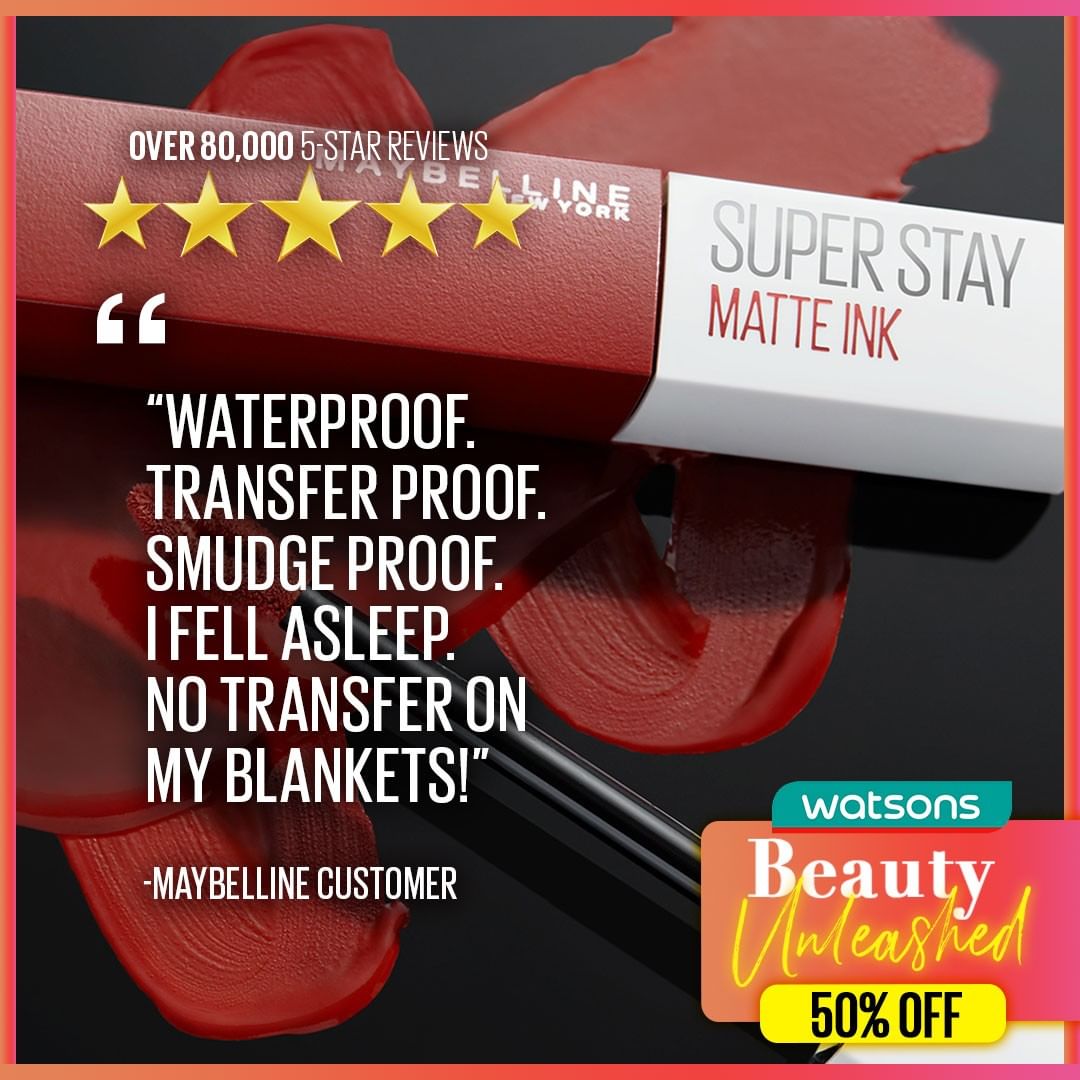 OVER 80,000 5-STAR REVIEWS
MAYBELLINE
NEW YORK
SUPER STAY
MATTE INK
“
“WATERPROOF.
TRANSFER PROOF.
SMUDGE PROOF.
I FELL ASLEEP.
NO TRANSFER ON
MY BLANKETS!”
-MAYBELLINE CUSTOMER
watsons
Beauty
Unleashed
50% OFF